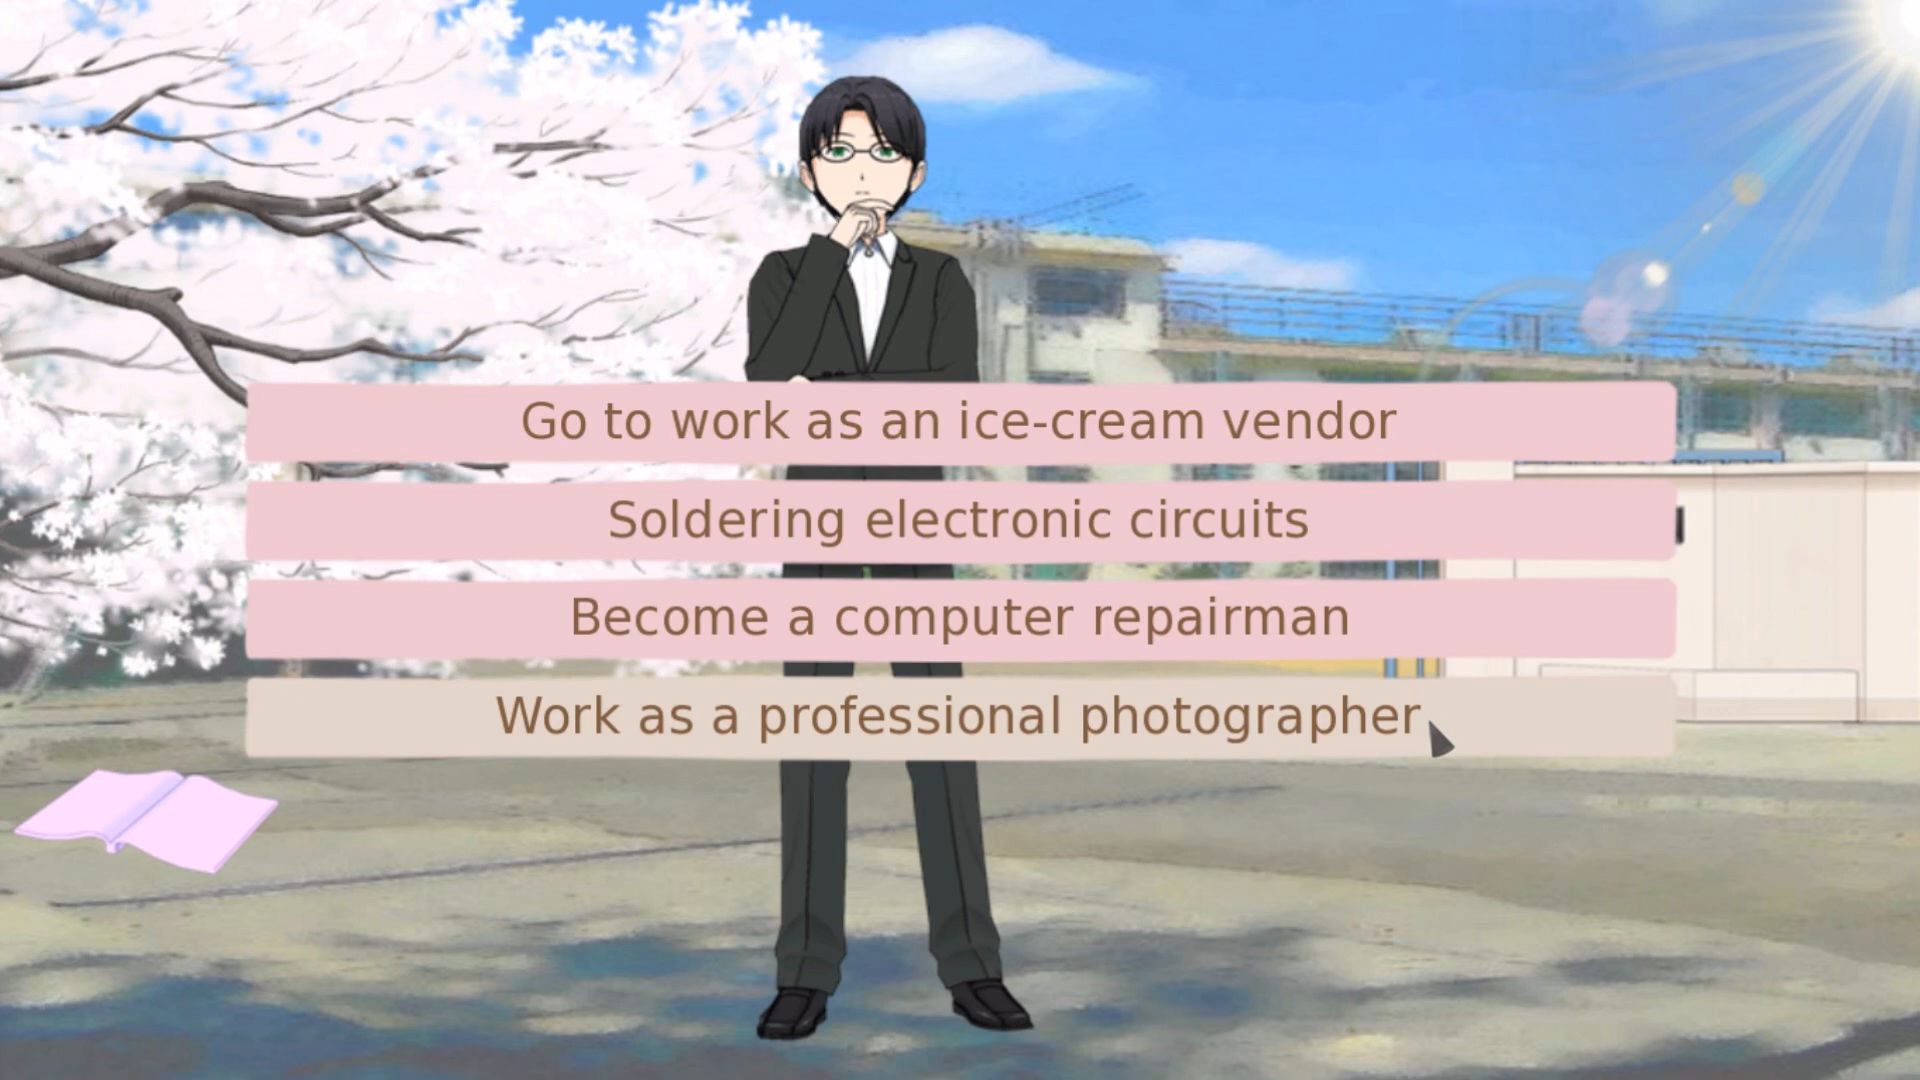 Go to work as an ice-cream vendor
Soldering electronic circuits
Become a computer repairman
Work as a professional photographer